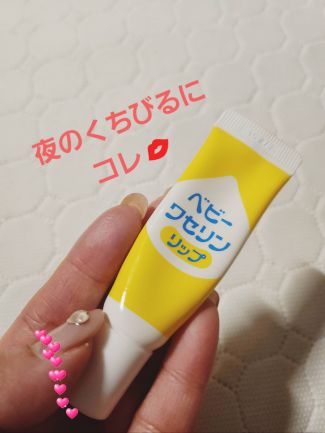 夜のくちびるに
コレ💋
ベビー
ワセリン
リップ